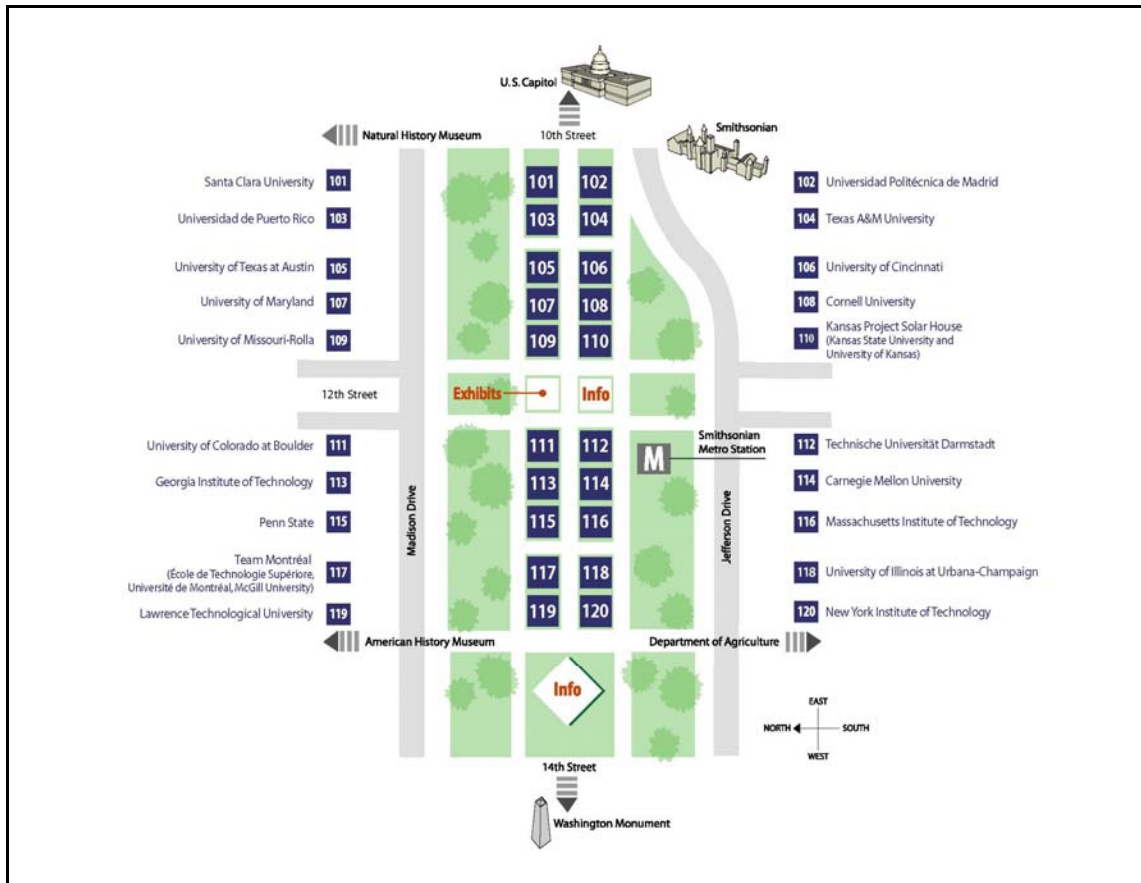 U.S. Capitol
Smithsonian
Natural History Museum
10th Street
Santa Clara University 101
101 102
102 Universidad Politécnica de Madrid
Universidad de Puerto Rico 103
103 104
104 Texas A&M University
University of Texas at Austin 105
105 106
106 University of Cincinnati
University of Maryland 107
107 108
108 Cornell University
University of Missouri-Rolla 109
109 110
110 Kansas Project Solar House
(Kansas State University and
University of Kansas)
12th Street
Exhibits
Info
University of Colorado at Boulder 111
111 112
M
Smithsonian
Metro Station
112 Technische Universität Darmstadt
Georgia Institute of Technology 113
113 114
114 Carnegie Mellon University
Madison Drive
Jefferson Drive
Penn State 115
115 116
116 Massachusetts Institute of Technology
Team Montréal
(École de Technologie Supériore,
Université de Montréal, McGill University)
117
117 118
118 University of Illinois at Urbana-Champaign
Lawrence Technological University 119
119 120
120 New York Institute of Technology
American History Museum
Department of Agriculture
Info
EAST
NORTH SOUTH
WEST
14th Street
Washington Monument